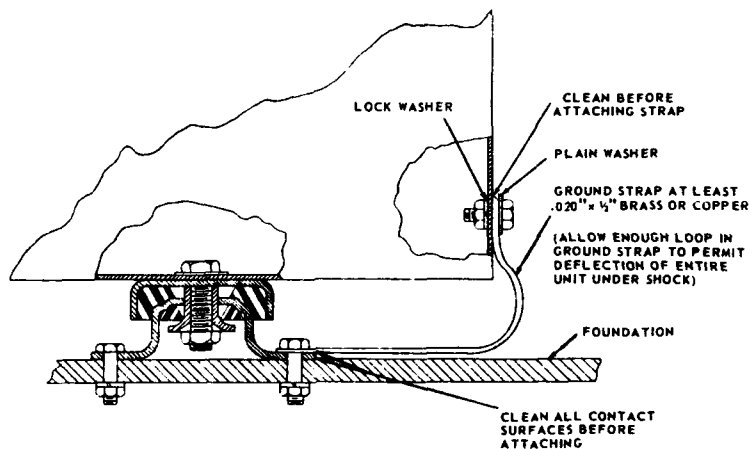 LOCK WASHER
CLEAN BEFORE
ATTACHING STRAP
PLAIN WASHER
GROUND STRAP AT LEAST
.020" x ½" BRASS OR COPPER
(ALLOW ENOUGH LOOP IN
GROUND STRAP TO PERMIT
DEFLECTION OF ENTIRE
UNIT UNDER SHOCK)
FOUNDATION
CLEAN ALL CONTACT
SURFACES BEFORE
ATTACHING